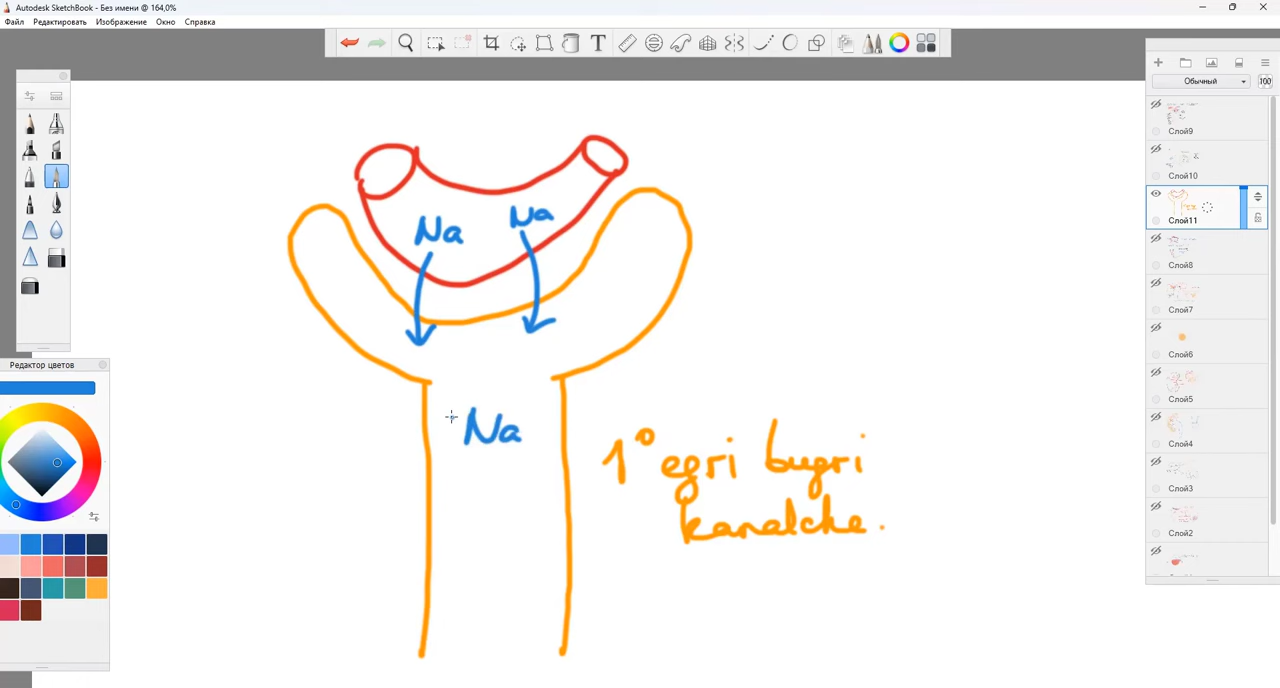 Autodesk SketchBook - Без имени @ 164,0%
Файл Редактировать Окно Изображение Справка
Обычный 100
Слой9
Слой10
Слой11
Слой8
Слой7
Слой6
Слой5
Слой4
Слой3
Слой2
Редактор цветов
Na Na
Na
1° egri bugri
kanalche.